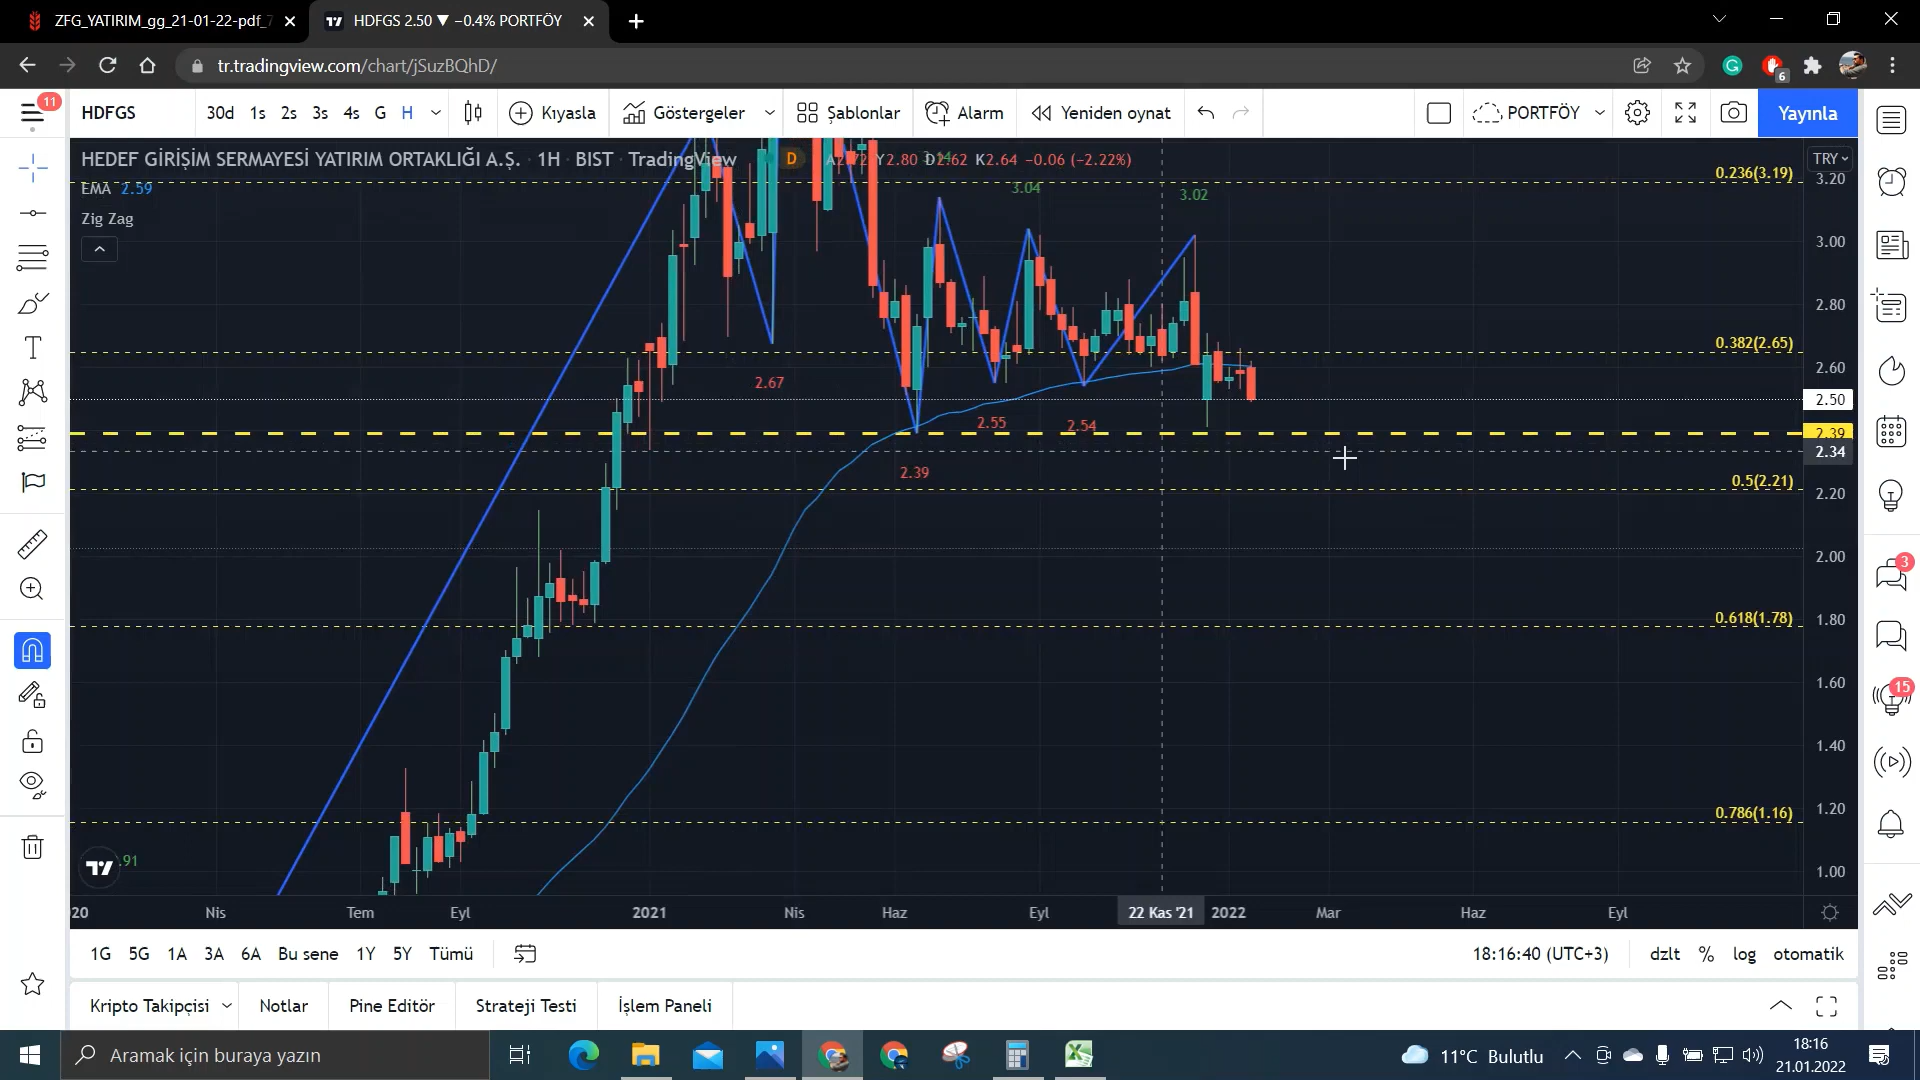 ZFG_YATIRIM_gg_21-01-22-pdf_7
HDFGS 2.50 ▼ −0.4% PORTFÖY
tr.tradingview.com/chart/jSuzBQhD/
6
11
HDFGS
30d 1s 2s 3s 4s G H
Kıyasla
Göstergeler
Şablonlar
Alarm
Yeniden oynat
PORTFÖY
Yayınla
HEDEF GİRİŞİM SERMAYESİ YATIRIM ORTAKLIĞI A.Ş. · 1H · BIST · TradingView
D
Y2.80 D2.62 K2.64 −0.06 (−2.22%)
TRY
EMA 2.59
Zig Zag
0.236(3.19)
3.20
3.04
3.02
3.00
2.80
0.382(2.65)
2.60
2.67
2.50
2.55
2.54
2.39
2.34
2.39
0.5(2.21)
2.20
2.00
0.618(1.78)
1.80
1.60
1.40
1.20
0.786(1.16)
1.00
.91
20 Nis Tem Eyl 2021 Nis Haz Eyl 22 Kas '21 2022 Mar Haz Eyl
1G 5G 1A 3A 6A Bu sene 1Y 5Y Tümü
18:16:40 (UTC+3)
dzlt % log otomatik
Kripto Takipçisi
Notlar
Pine Editör
Strateji Testi
İşlem Paneli
3
15
Aramak için buraya yazın
11°C Bulutlu
18:16
21.01.2022